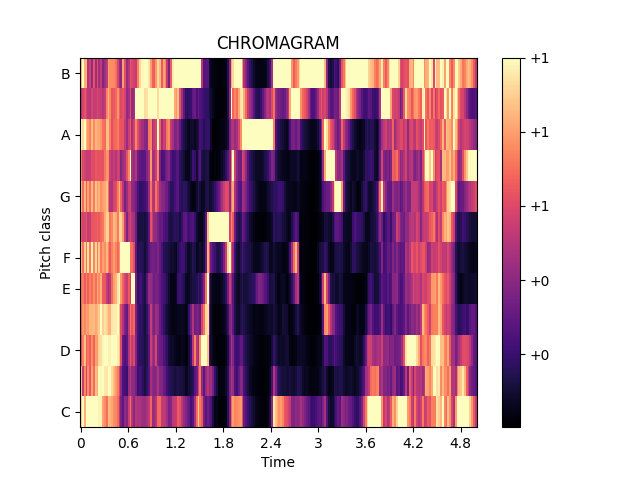 CHROMAGRAM
B
A
G
F
E
D
C
Pitch class
0 0.6 1.2 1.8 2.4 3 3.6 4.2 4.8
Time
+1
+1
+1
+0
+0